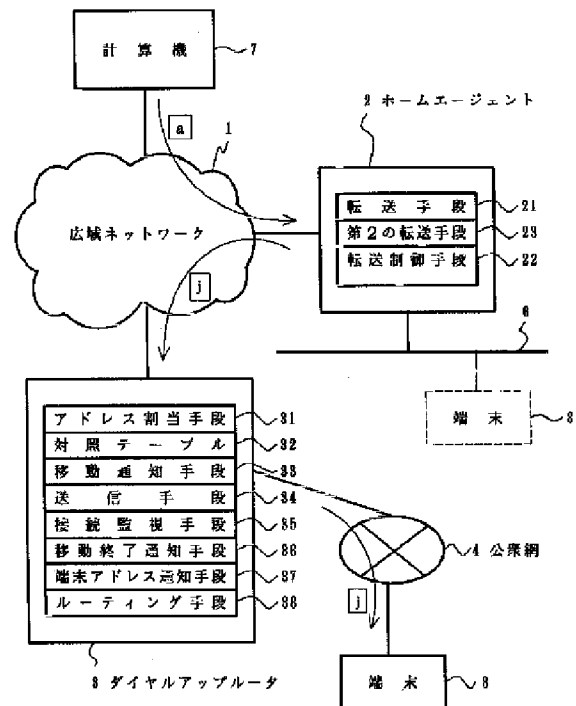 計算機 7
2 ホームエージェント
a
1
広域ネットワーク
転送手段 21
第2の転送手段 23
転送制御手段 22
j
6
端末 8
アドレス割当手段 31
対照テーブル 32
移動通知手段 33
送信手段 34
接続監視手段 35
移動終了通知手段 36
端末アドレス通知手段 37
ルーティング手段 38
4 公衆網
j
3 ダイヤルアップルータ
端末 8